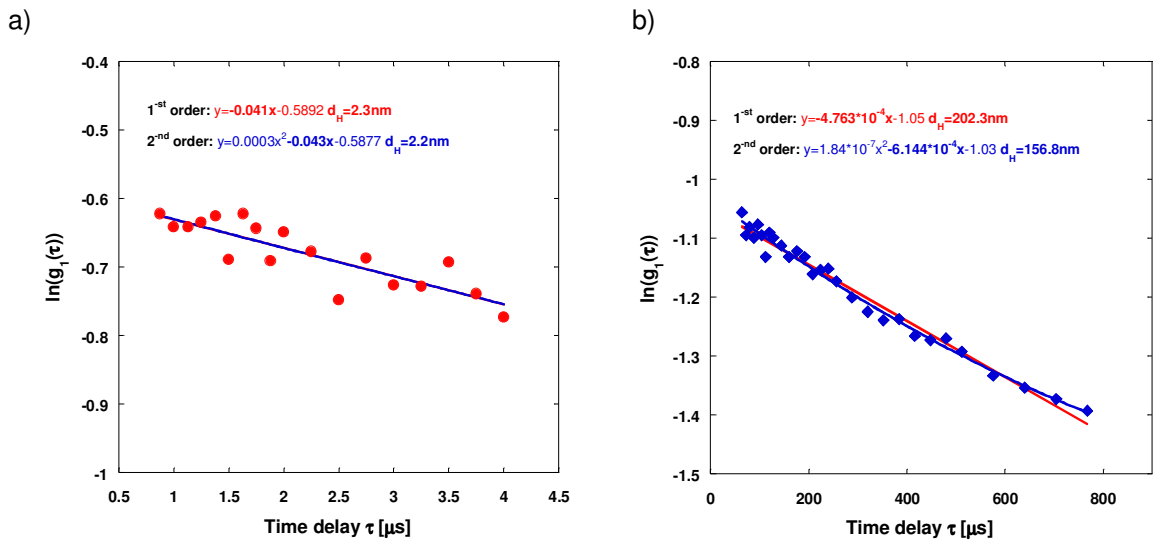 a)
b)
-0.4
-0.5
-0.6
-0.7
-0.8
-0.9
-1
ln(g₁(τ))
1⁻ˢᵗ order: y=-0.041x-0.5892 d_H=2.3nm
2⁻ⁿᵈ order: y=0.0003x²-0.043x-0.5877 d_H=2.2nm
0.5 1 1.5 2 2.5 3 3.5 4 4.5
Time delay τ [µs]
-0.8
-0.9
-1
-1.1
-1.2
-1.3
-1.4
-1.5
ln(g₁(τ))
1⁻ˢᵗ order: y=-4.763*10⁻⁴x-1.05 d_H=202.3nm
2⁻ⁿᵈ order: y=1.84*10⁻⁷x²-6.144*10⁻⁴x-1.03 d_H=156.8nm
0 200 400 600 800
Time delay τ [µs]